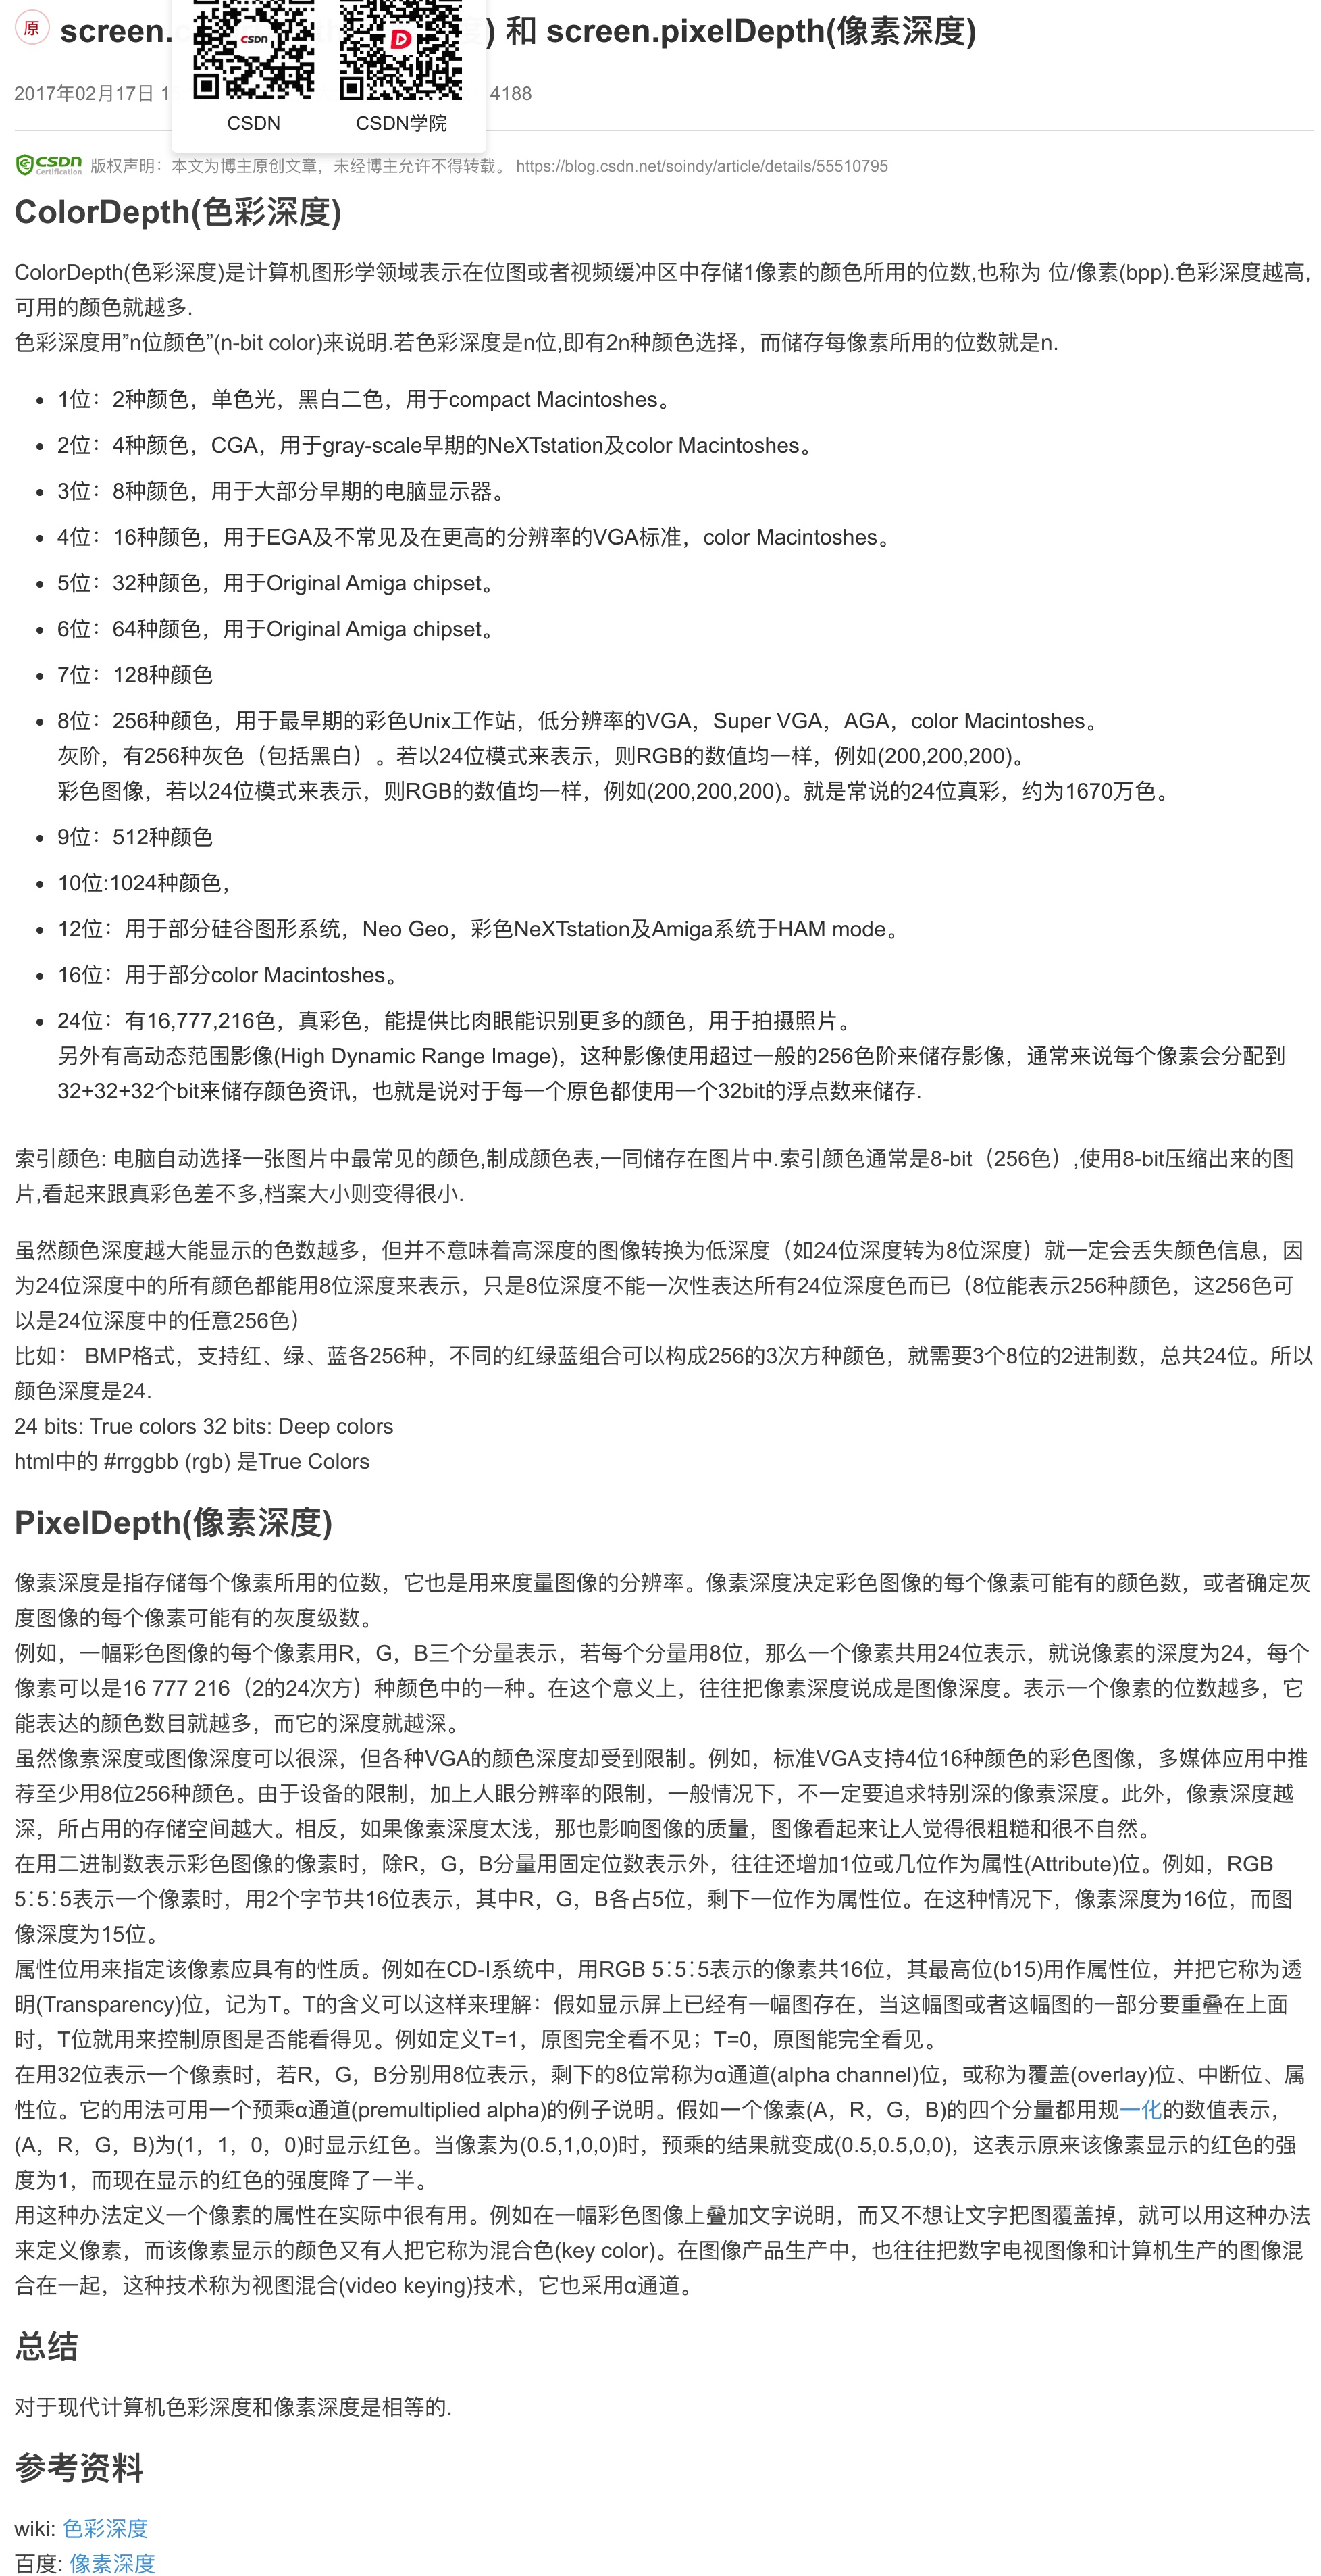 原 screen. ) 和 screen.pixelDepth(像素深度)
CSDN
2017年02月17日 1 4188
CSDN CSDN学院
CSDN Certification 版权声明：本文为博主原创文章，未经博主允许不得转载。 https://blog.csdn.net/soindy/article/details/55510795
ColorDepth(色彩深度)
ColorDepth(色彩深度)是计算机图形学领域表示在位图或者视频缓冲区中存储1像素的颜色所用的位数,也称为 位/像素(bpp).色彩深度越高,
可用的颜色就越多.
色彩深度用”n位颜色”(n-bit color)来说明.若色彩深度是n位,即有2n种颜色选择，而储存每像素所用的位数就是n.
• 1位：2种颜色，单色光，黑白二色，用于compact Macintoshes。
• 2位：4种颜色，CGA，用于gray-scale早期的NeXTstation及color Macintoshes。
• 3位：8种颜色，用于大部分早期的电脑显示器。
• 4位：16种颜色，用于EGA及不常见及在更高的分辨率的VGA标准，color Macintoshes。
• 5位：32种颜色，用于Original Amiga chipset。
• 6位：64种颜色，用于Original Amiga chipset。
• 7位：128种颜色
• 8位：256种颜色，用于最早期的彩色Unix工作站，低分辨率的VGA，Super VGA，AGA，color Macintoshes。
灰阶，有256种灰色（包括黑白）。若以24位模式来表示，则RGB的数值均一样，例如(200,200,200)。
彩色图像，若以24位模式来表示，则RGB的数值均一样，例如(200,200,200)。就是常说的24位真彩，约为1670万色。
• 9位：512种颜色
• 10位:1024种颜色，
• 12位：用于部分硅谷图形系统，Neo Geo，彩色NeXTstation及Amiga系统于HAM mode。
• 16位：用于部分color Macintoshes。
• 24位：有16,777,216色，真彩色，能提供比肉眼能识别更多的颜色，用于拍摄照片。
另外有高动态范围影像(High Dynamic Range Image)，这种影像使用超过一般的256色阶来储存影像，通常来说每个像素会分配到
32+32+32个bit来储存颜色资讯，也就是说对于每一个原色都使用一个32bit的浮点数来储存.
索引颜色: 电脑自动选择一张图片中最常见的颜色,制成颜色表,一同储存在图片中.索引颜色通常是8-bit（256色）,使用8-bit压缩出来的图
片,看起来跟真彩色差不多,档案大小则变得很小.
虽然颜色深度越大能显示的色数越多，但并不意味着高深度的图像转换为低深度（如24位深度转为8位深度）就一定会丢失颜色信息，因
为24位深度中的所有颜色都能用8位深度来表示，只是8位深度不能一次性表达所有24位深度色而已（8位能表示256种颜色，这256色可
以是24位深度中的任意256色）
比如： BMP格式，支持红、绿、蓝各256种，不同的红绿蓝组合可以构成256的3次方种颜色，就需要3个8位的2进制数，总共24位。所以
颜色深度是24.
24 bits: True colors 32 bits: Deep colors
html中的 #rrggbb (rgb) 是True Colors
PixelDepth(像素深度)
像素深度是指存储每个像素所用的位数，它也是用来度量图像的分辨率。像素深度决定彩色图像的每个像素可能有的颜色数，或者确定灰
度图像的每个像素可能有的灰度级数。
例如，一幅彩色图像的每个像素用R，G，B三个分量表示，若每个分量用8位，那么一个像素共用24位表示，就说像素的深度为24，每个
像素可以是16 777 216（2的24次方）种颜色中的一种。在这个意义上，往往把像素深度说成是图像深度。表示一个像素的位数越多，它
能表达的颜色数目就越多，而它的深度就越深。
虽然像素深度或图像深度可以很深，但各种VGA的颜色深度却受到限制。例如，标准VGA支持4位16种颜色的彩色图像，多媒体应用中推
荐至少用8位256种颜色。由于设备的限制，加上人眼分辨率的限制，一般情况下，不一定要追求特别深的像素深度。此外，像素深度越
深，所占用的存储空间越大。相反，如果像素深度太浅，那也影响图像的质量，图像看起来让人觉得很粗糙和很不自然。
在用二进制数表示彩色图像的像素时，除R，G，B分量用固定位数表示外，往往还增加1位或几位作为属性(Attribute)位。例如，RGB
5∶5∶5表示一个像素时，用2个字节共16位表示，其中R，G，B各占5位，剩下一位作为属性位。在这种情况下，像素深度为16位，而图
像深度为15位。
属性位用来指定该像素应具有的性质。例如在CD-I系统中，用RGB 5∶5∶5表示的像素共16位，其最高位(b15)用作属性位，并把它称为透
明(Transparency)位，记为T。T的含义可以这样来理解：假如显示屏上已经有一幅图存在，当这幅图或者这幅图的一部分要重叠在上面
时，T位就用来控制原图是否能看得见。例如定义T=1，原图完全看不见；T=0，原图能完全看见。
在用32位表示一个像素时，若R，G，B分别用8位表示，剩下的8位常称为α通道(alpha channel)位，或称为覆盖(overlay)位、中断位、属
性位。它的用法可用一个预乘α通道(premultiplied alpha)的例子说明。假如一个像素(A，R，G，B)的四个分量都用规一化的数值表示，
(A，R，G，B)为(1，1，0，0)时显示红色。当像素为(0.5,1,0,0)时，预乘的结果就变成(0.5,0.5,0,0)，这表示原来该像素显示的红色的强
度为1，而现在显示的红色的强度降了一半。
用这种办法定义一个像素的属性在实际中很有用。例如在一幅彩色图像上叠加文字说明，而又不想让文字把图覆盖掉，就可以用这种办法
来定义像素，而该像素显示的颜色又有人把它称为混合色(key color)。在图像产品生产中，也往往把数字电视图像和计算机生产的图像混
合在一起，这种技术称为视图混合(video keying)技术，它也采用α通道。
总结
对于现代计算机色彩深度和像素深度是相等的.
参考资料
wiki: 色彩深度
百度: 像素深度